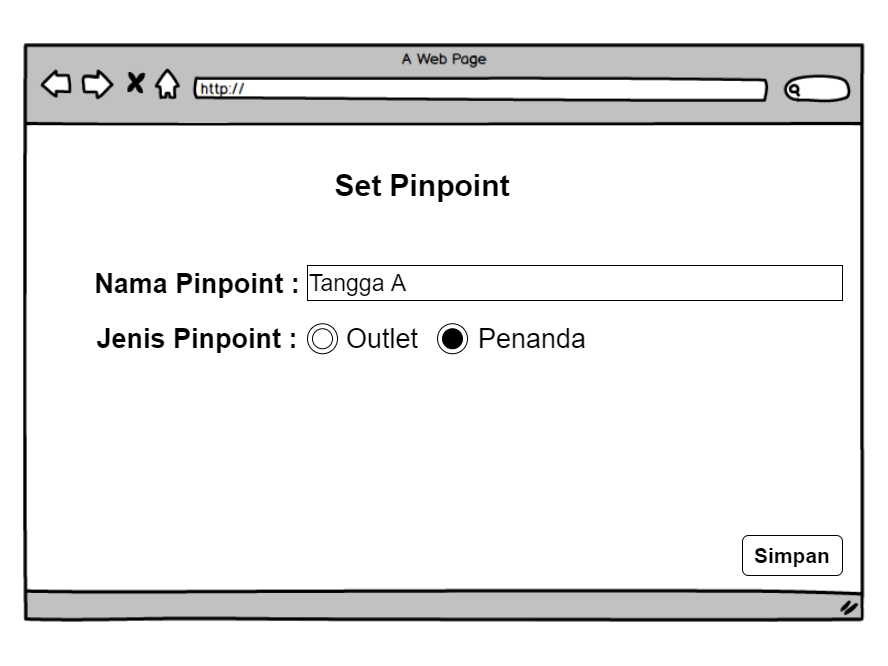 A Web Page
http://
Set Pinpoint
Nama Pinpoint : Tangga A
Jenis Pinpoint : Outlet Penanda
Simpan